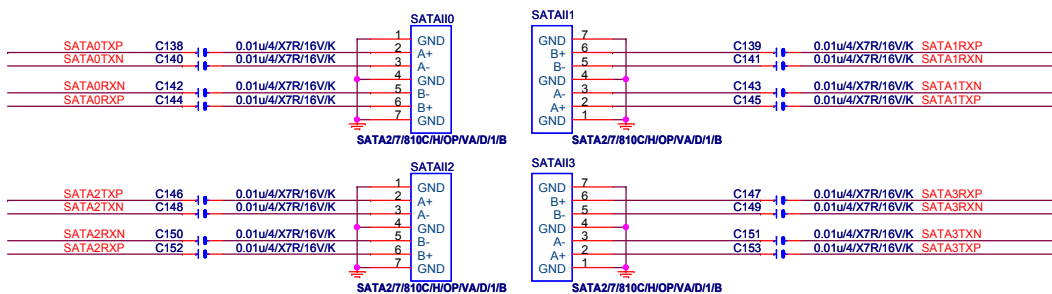 SATAII0
1 GND
SATA0TXP C138 0.01u/4/X7R/16V/K 2 A+
SATA0TXN C140 0.01u/4/X7R/16V/K 3 A-
4 GND
SATA0RXN C142 0.01u/4/X7R/16V/K 5 B-
SATA0RXP C144 0.01u/4/X7R/16V/K 6 B+
7 GND
SATA2/7/810C/H/OP/VA/D/1/B
SATAII1
GND 7
B+ 6 C139 0.01u/4/X7R/16V/K SATA1RXP
B- 5 C141 0.01u/4/X7R/16V/K SATA1RXN
GND 4
A- 3 C143 0.01u/4/X7R/16V/K SATA1TXN
A+ 2 C145 0.01u/4/X7R/16V/K SATA1TXP
GND 1
SATA2/7/810C/H/OP/VA/D/1/B
SATAII2
1 GND
SATA2TXP C146 0.01u/4/X7R/16V/K 2 A+
SATA2TXN C148 0.01u/4/X7R/16V/K 3 A-
4 GND
SATA2RXN C150 0.01u/4/X7R/16V/K 5 B-
SATA2RXP C152 0.01u/4/X7R/16V/K 6 B+
7 GND
SATA2/7/810C/H/OP/VA/D/1/B
SATAII3
GND 7
B+ 6 C147 0.01u/4/X7R/16V/K SATA3RXP
B- 5 C149 0.01u/4/X7R/16V/K SATA3RXN
GND 4
A- 3 C151 0.01u/4/X7R/16V/K SATA3TXN
A+ 2 C153 0.01u/4/X7R/16V/K SATA3TXP
GND 1
SATA2/7/810C/H/OP/VA/D/1/B